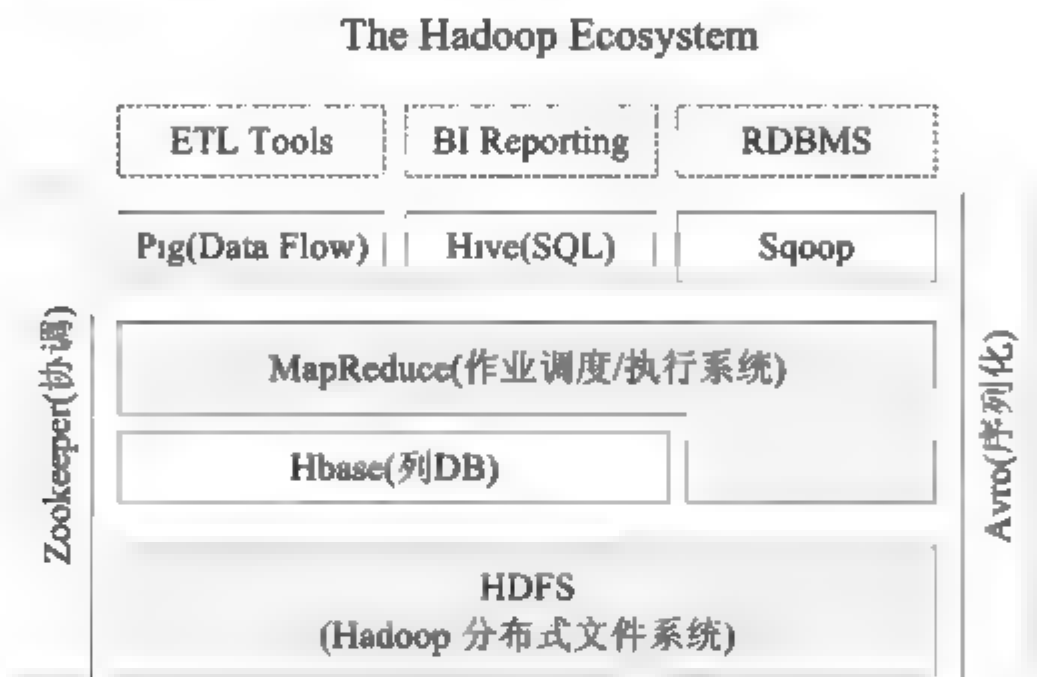 The Hadoop Ecosystem
ETL Tools
BI Reporting
RDBMS
Pig(Data Flow)
Hive(SQL)
Sqoop
Zookeeper(协调)
MapReduce(作业调度/执行系统)
Avro(序列化)
Hbase(列DB)
HDFS
(Hadoop 分布式文件系统)